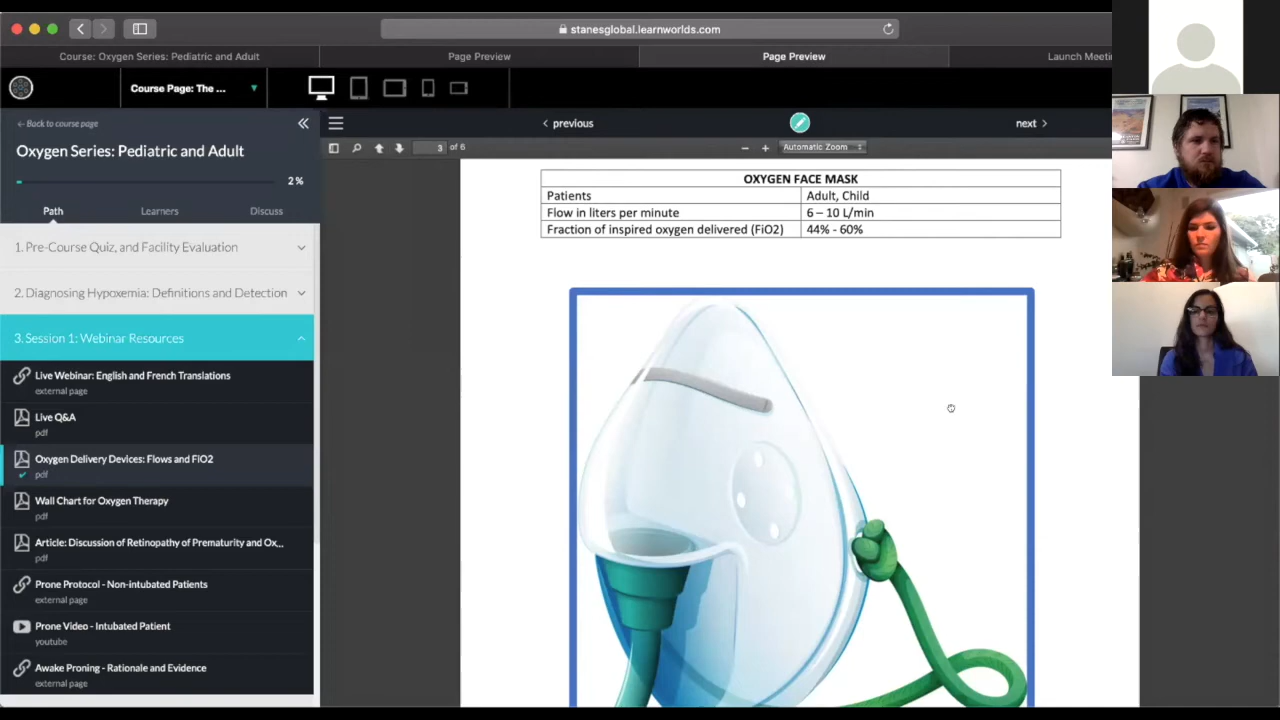 stanesglobal.learnworlds.com
Course: Oxygen Series: Pediatric and Adult
Page Preview
Page Preview
Launch Meeti
Course Page: The ...
← Back to course page
Oxygen Series: Pediatric and Adult
2 %
Path
Learners
Discuss
1. Pre-Course Quiz, and Facility Evaluation
2. Diagnosing Hypoxemia: Definitions and Detection
3. Session 1: Webinar Resources
Live Webinar: English and French Translations
external page
Live Q&A
pdf
Oxygen Delivery Devices: Flows and FiO2
pdf
Wall Chart for Oxygen Therapy
pdf
Article: Discussion of Retinopathy of Prematurity and Ox...
pdf
Prone Protocol - Non-intubated Patients
external page
Prone Video - Intubated Patient
youtube
Awake Proning - Rationale and Evidence
external page
previous
next
3 of 6
Automatic Zoom
OXYGEN FACE MASK
Patients Adult, Child
Flow in liters per minute 6 – 10 L/min
Fraction of inspired oxygen delivered (FiO2) 44% - 60%